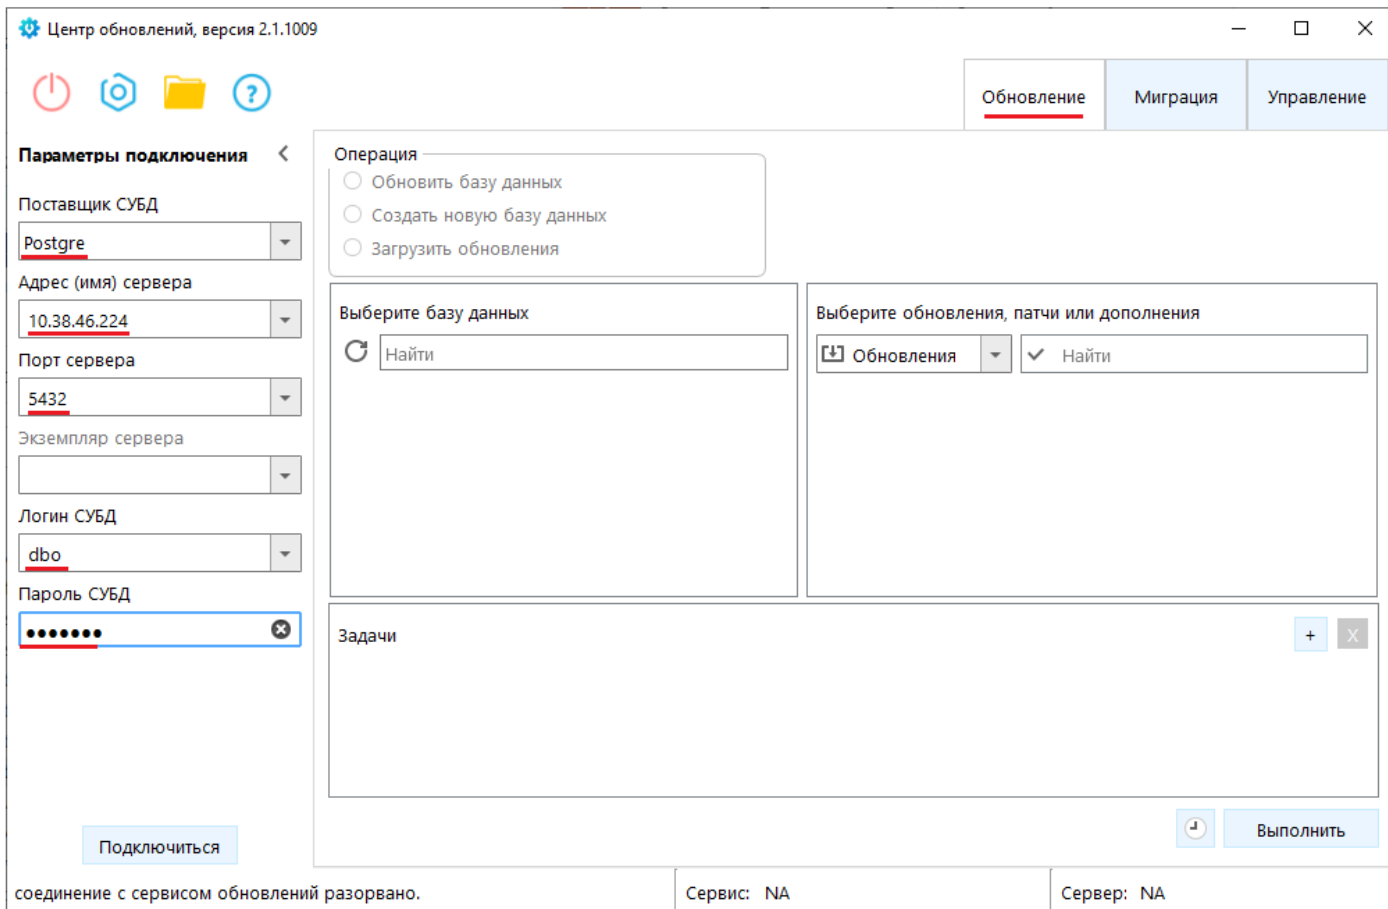 Центр обновлений, версия 2.1.1009
Обновление
Миграция
Управление
Параметры подключения
Поставщик СУБД
Postgre
Адрес (имя) сервера
10.38.46.224
Порт сервера
5432
Экземпляр сервера
Логин СУБД
dbo
Пароль СУБД
•••••••
Подключиться
Операция
Обновить базу данных
Создать новую базу данных
Загрузить обновления
Выберите базу данных
Найти
Выберите обновления, патчи или дополнения
Обновления
Найти
Задачи
+
X
Выполнить
соединение с сервисом обновлений разорвано.
Сервис: NA
Сервер: NA